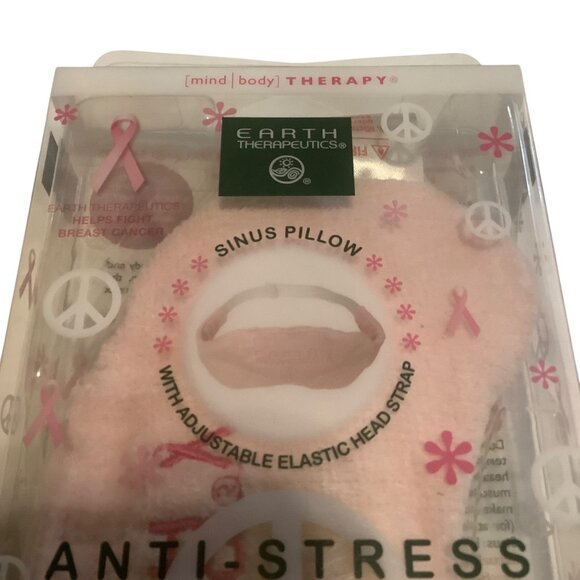 [mind|body] THERAPY®
EARTH
THERAPEUTICS®
®
EARTH THERAPEUTICS
HELPS FIGHT
BREAST CANCER
SINUS PILLOW
WITH ADJUSTABLE ELASTIC HEAD STRAP
ANTI-STRESS